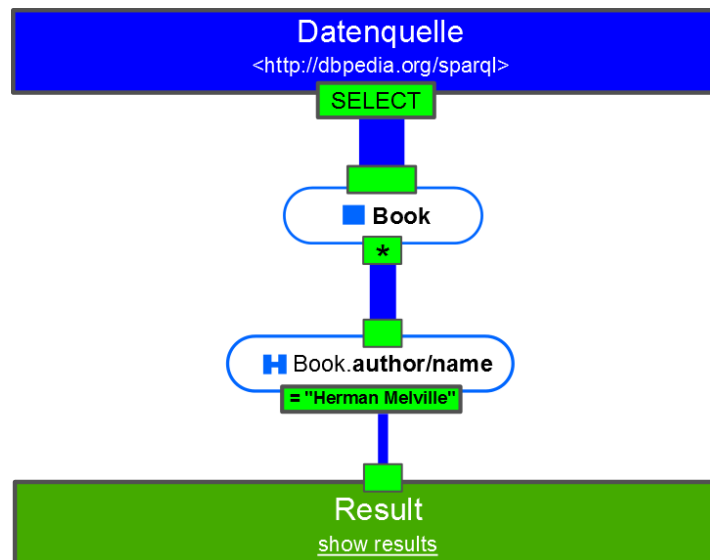 Datenquelle
<http://dbpedia.org/sparql>
SELECT
Book
*
Book.author/name
= "Herman Melville"
Result
show results